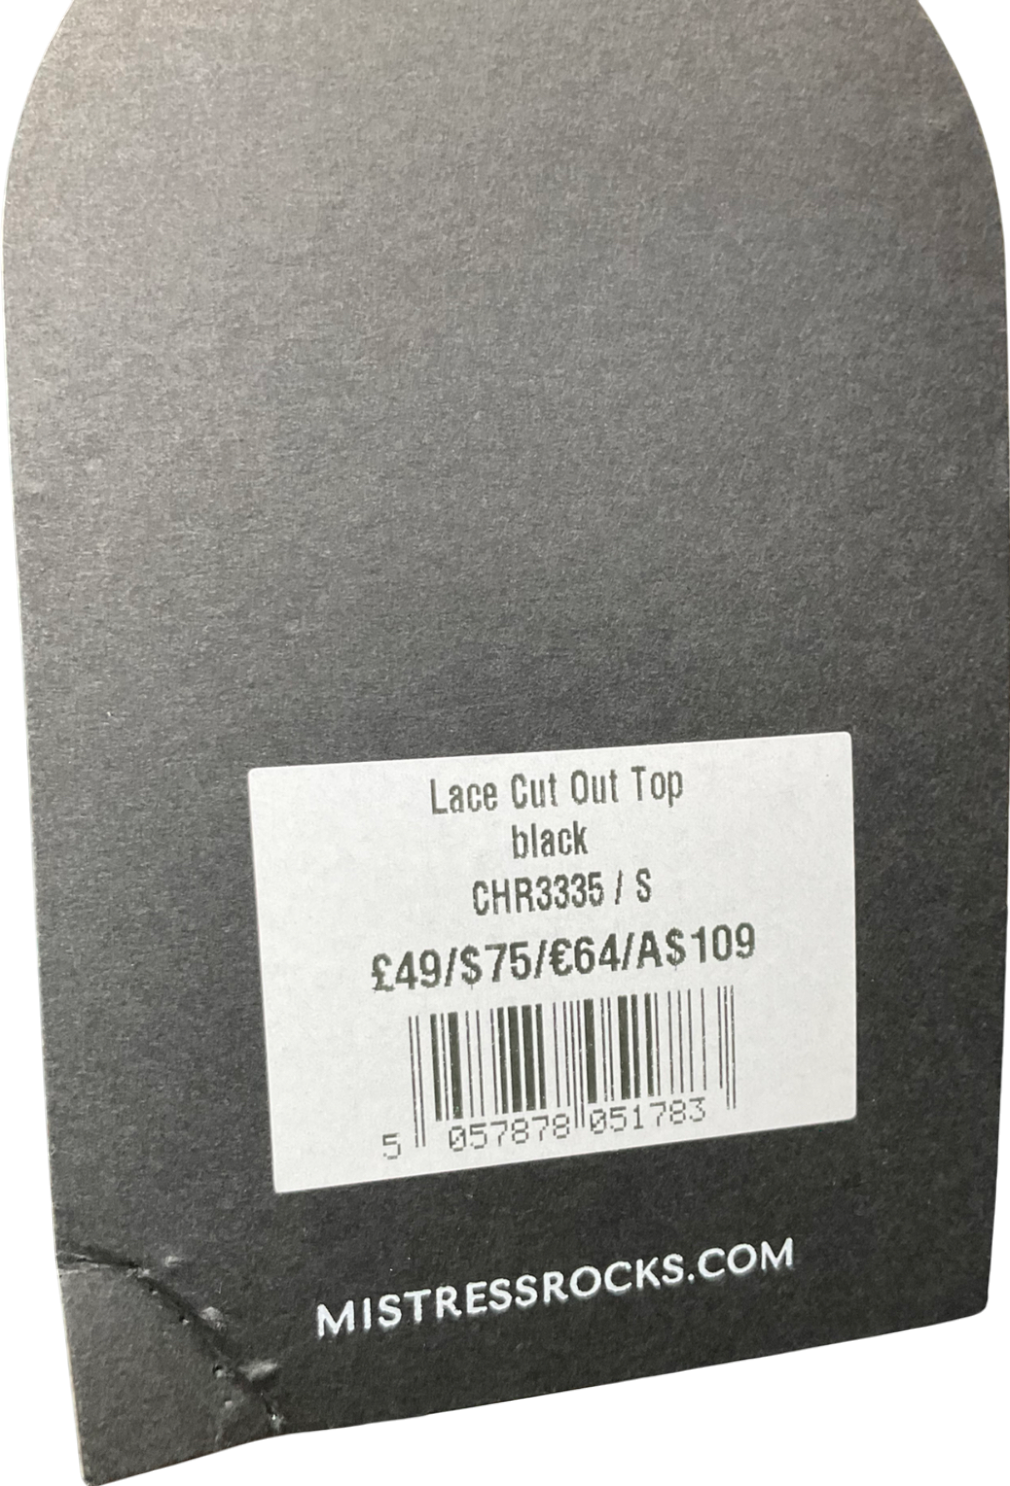 Lace Cut Out Top
black
CHR3335 / S
£49/$75/€64/A$109
5 057878 051783
MISTRESSROCKS.COM